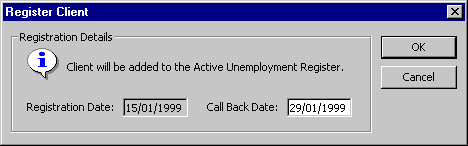 Register Client
Registration Details
OK
Client will be added to the Active Unemployment Register.
Cancel
Registration Date: 15/01/1999 Call Back Date: 29/01/1999